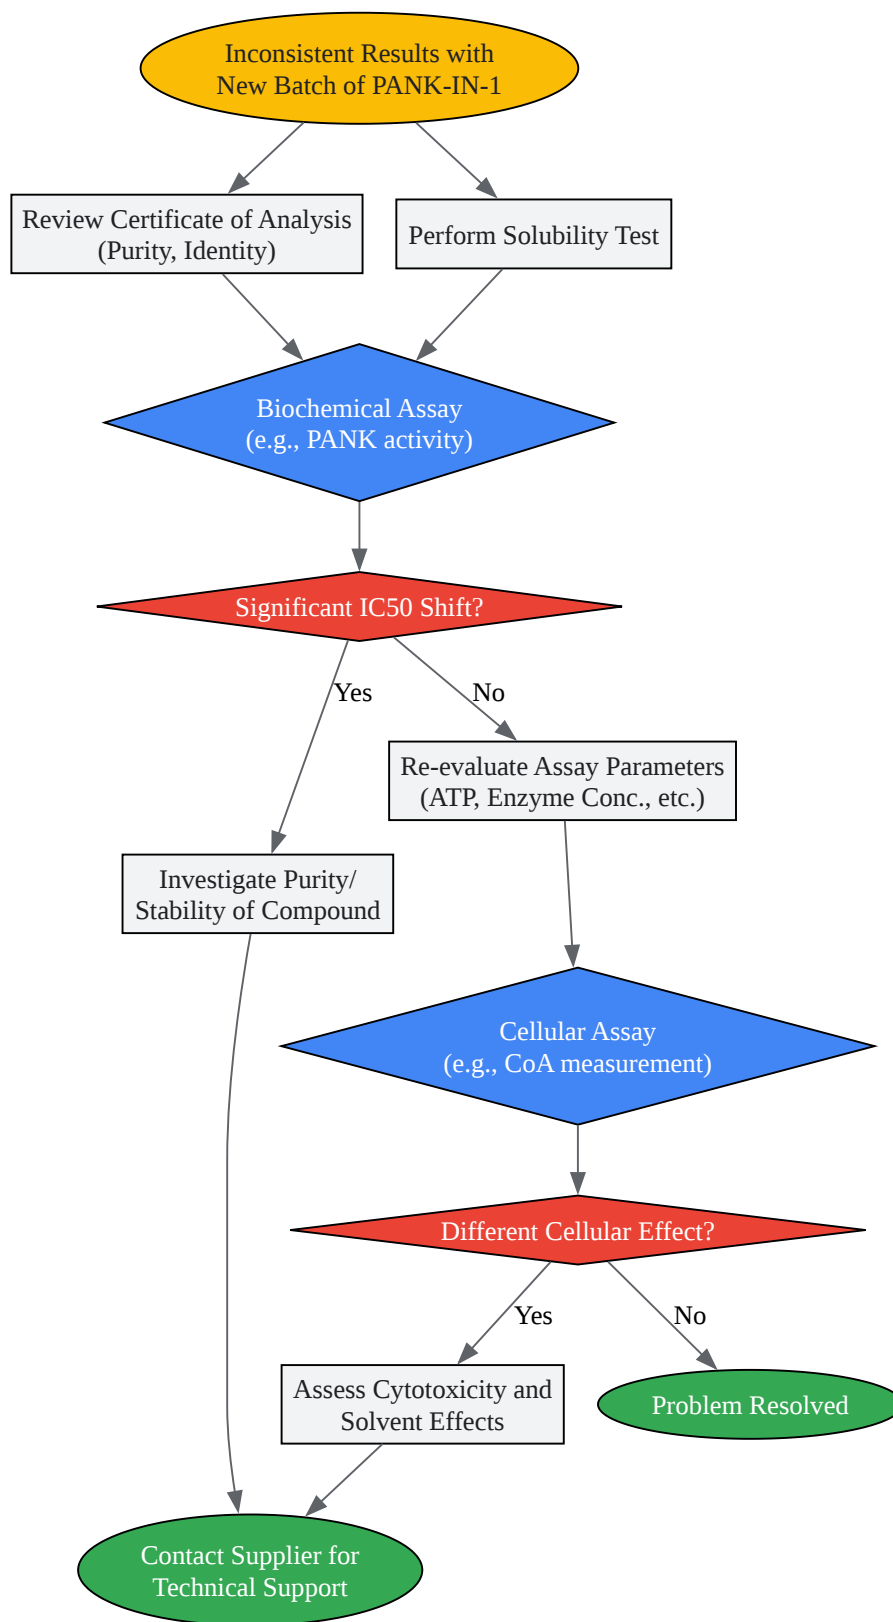 Inconsistent Results with
New Batch of PANK-IN-1
Review Certificate of Analysis
(Purity, Identity)
Perform Solubility Test
Biochemical Assay
(e.g., PANK activity)
Significant IC50 Shift?
Yes
No
Re-evaluate Assay Parameters
(ATP, Enzyme Conc., etc.)
Investigate Purity/
Stability of Compound
Cellular Assay
(e.g., CoA measurement)
Different Cellular Effect?
Yes
No
Assess Cytotoxicity and
Solvent Effects
Problem Resolved
Contact Supplier for
Technical Support